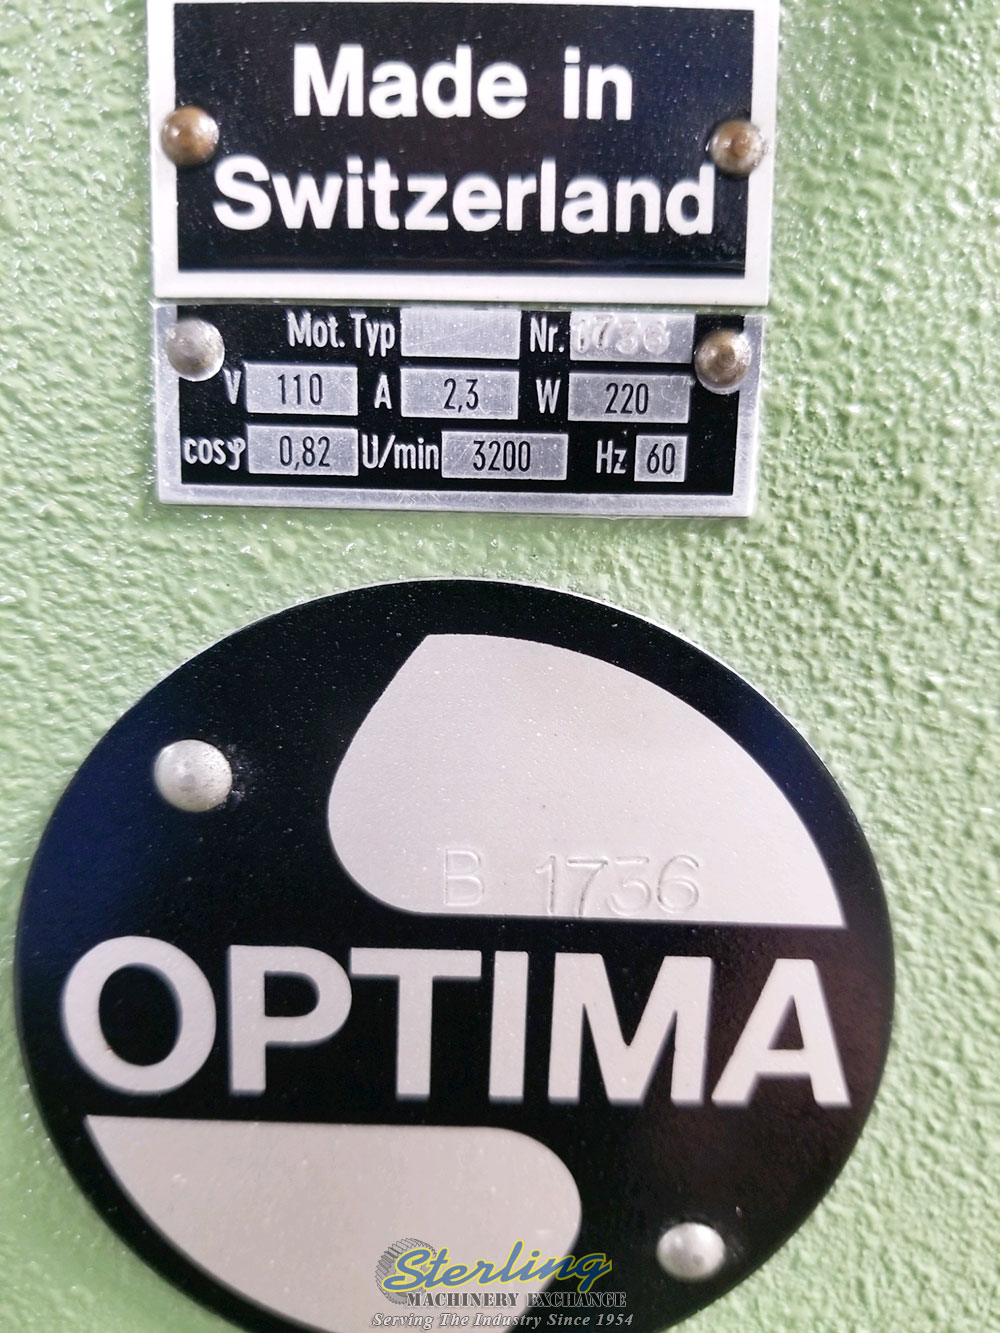 Made in
Switzerland
Mot. Typ Nr. 1736
V 110 A 2,3 W 220
cosφ 0,82 U/min 3200 Hz 60
B 1736
OPTIMA
Sterling
MACHINERY EXCHANGE
Serving The Industry Since 1954